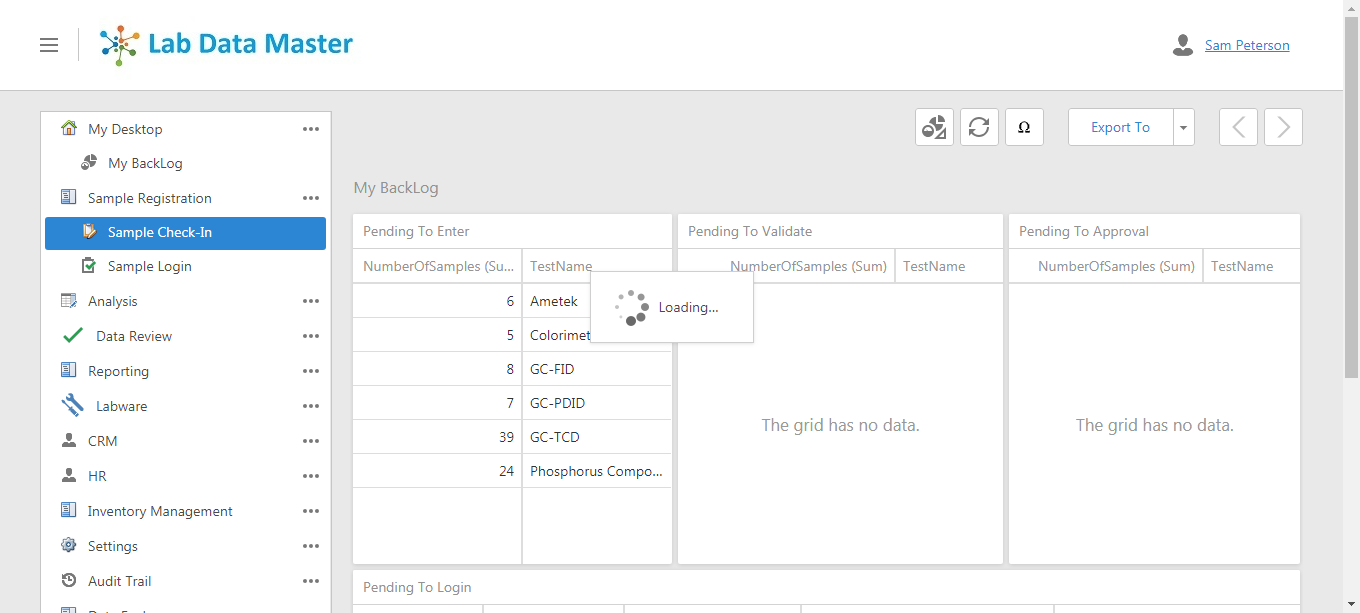 Lab Data Master
Sam Peterson
My Desktop
My BackLog
Sample Registration
Sample Check-In
Sample Login
Analysis
Data Review
Reporting
Labware
CRM
HR
Inventory Management
Settings
Audit Trail
Ω
Export To
My BackLog
Pending To Enter
NumberOfSamples (Su...
TestName
6 Ametek
5
8 GC-FID
7 GC-PDID
39 GC-TCD
24 Phosphorus Compo...
Loading...
Pending To Validate
NumberOfSamples (Sum)
TestName
The grid has no data.
Pending To Approval
NumberOfSamples (Sum)
TestName
The grid has no data.
Pending To Login